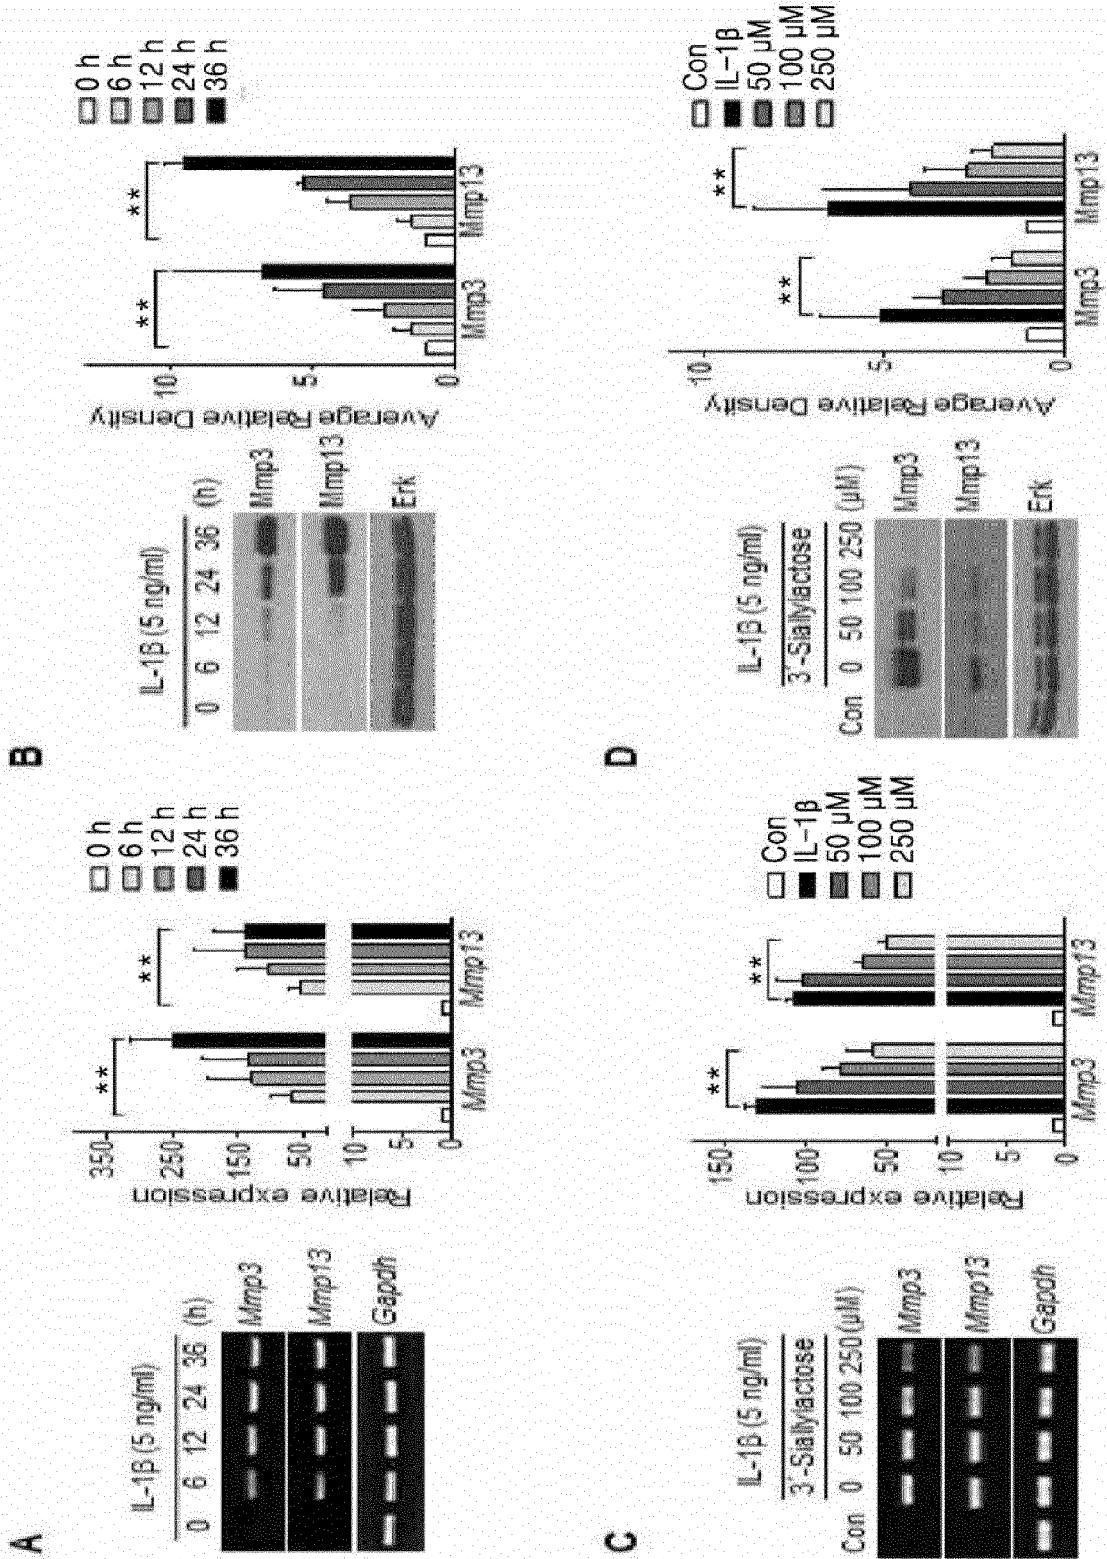 A
IL-1β (5 ng/ml)
0 6 12 24 36 (h)
Mmp3
Mmp13
Gapdh
Relative expression
350
250
150
50
10
5
0
**
**
Mmp3 Mmp13
0 h
6 h
12 h
24 h
36 h
B
IL-1β (5 ng/ml)
0 6 12 24 36 (h)
Mmp3
Mmp13
Erk
Average Relative Density
10
5
0
**
**
Mmp3 Mmp13
0 h
6 h
12 h
24 h
36 h
C
IL-1β (5 ng/ml)
3´-Siallylactose
Con 0 50 100 250 (μM)
Mmp3
Mmp13
Gapdh
Relative expression
150
100
50
10
5
0
**
**
Mmp3 Mmp13
Con
IL-1β
50 μM
100 μM
250 μM
D
IL-1β (5 ng/ml)
3´-Siallylactose
Con 0 50 100 250 (μM)
Mmp3
Mmp13
Erk
Average Relative Density
10
5
0
**
**
Mmp3 Mmp13
Con
IL-1β
50 μM
100 μM
250 μM